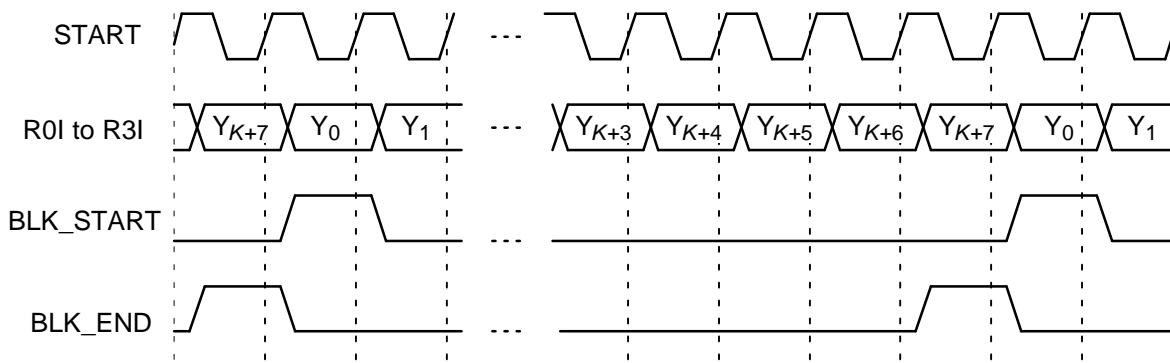 START
R0I to R3I Y_{K+7} Y_0 Y_1 Y_{K+3} Y_{K+4} Y_{K+5} Y_{K+6} Y_{K+7} Y_0 Y_1
BLK_START
BLK_END